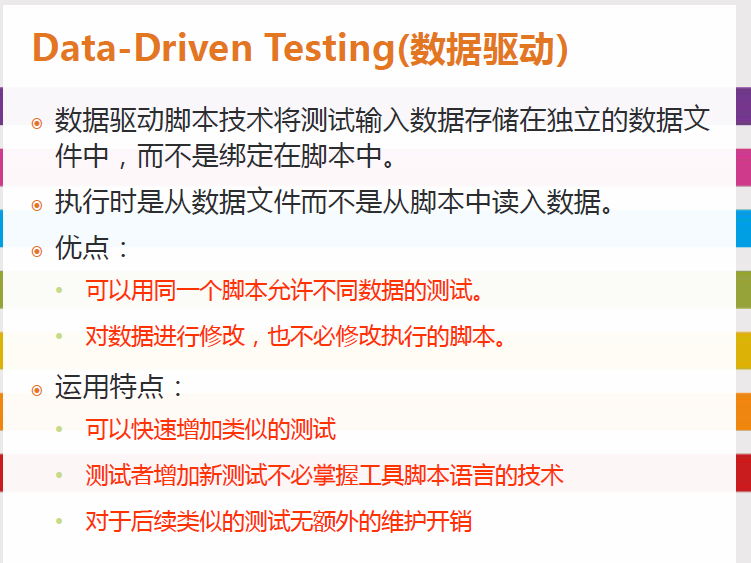 Data-Driven Testing(数据驱动)
数据驱动脚本技术将测试输入数据存储在独立的数据文
件中，而不是绑定在脚本中。
执行时是从数据文件而不是从脚本中读入数据。
优点：
可以用同一个脚本允许不同数据的测试。
对数据进行修改，也不必修改执行的脚本。
运用特点：
可以快速增加类似的测试
测试者增加新测试不必掌握工具脚本语言的技术
对于后续类似的测试无额外的维护开销